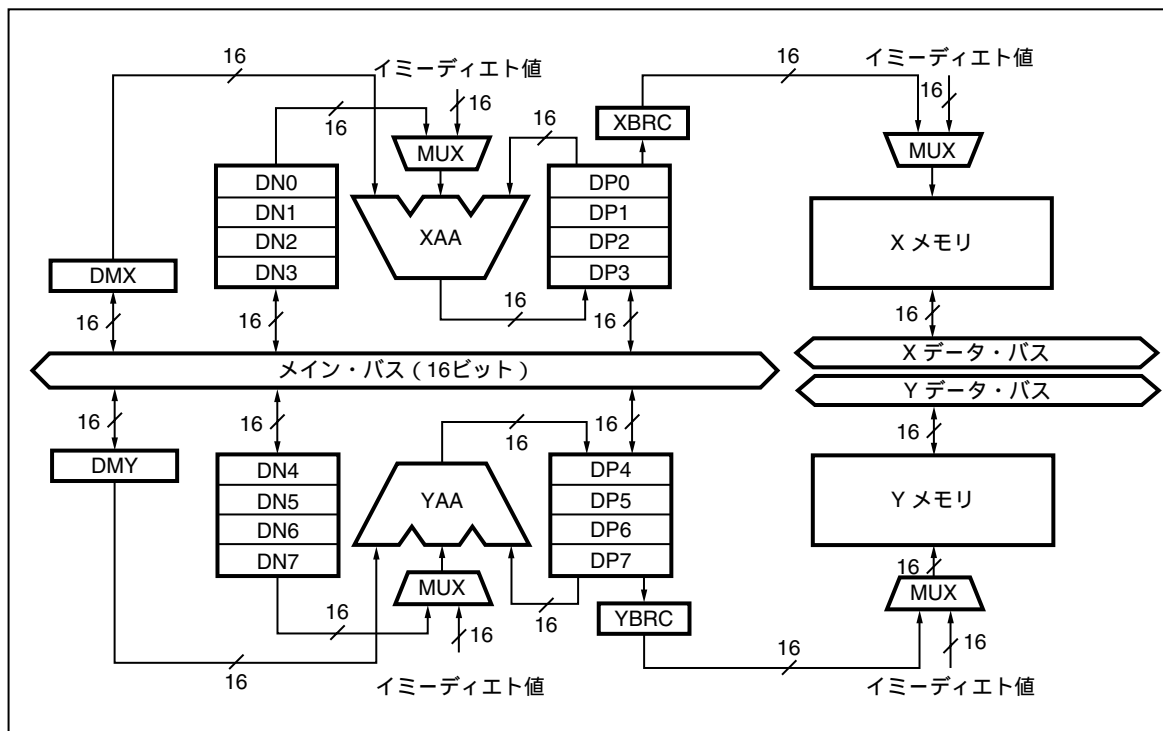 16
16
イミーディエト値
16
16
イミーディエト値
16
16
XBRC
MUX
16
MUX
DN0
DN1
DN2
DN3
XAA
DP0
DP1
DP2
DP3
X メモリ
DMX
16
16
16
16
16
メイン・バス(16ビット)
X データ・バス
Y データ・バス
16
16
16
16
16
DMY
DN4
DN5
DN6
DN7
YAA
DP4
DP5
DP6
DP7
Y メモリ
16
MUX
MUX
16
YBRC
16
16
16
16
16
イミーディエト値
イミーディエト値